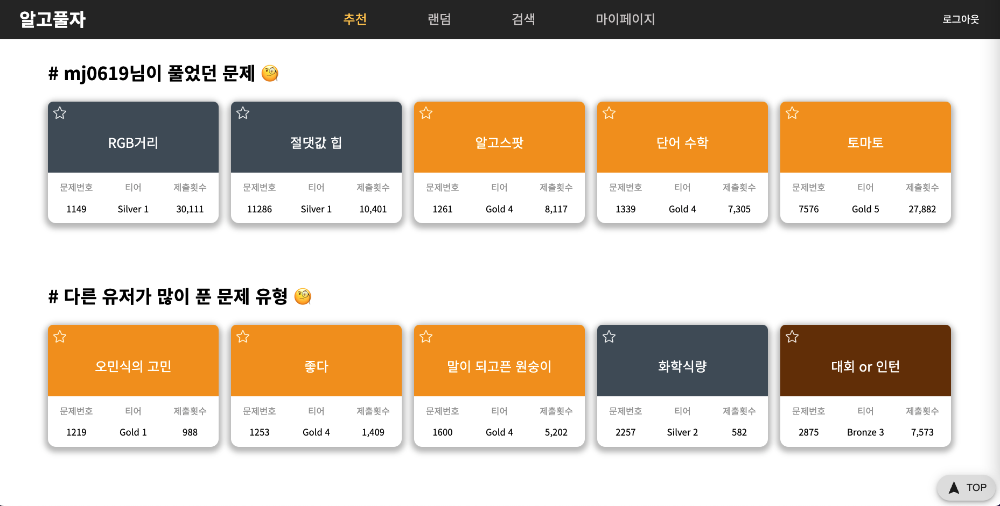 알고풀자 추천 랜덤 검색 마이페이지 로그아웃
# mj0619님이 풀었던 문제 🧐
RGB거리 절댓값 힙 알고스팟 단어 수학 토마토
문제번호 티어 제출횟수 문제번호 티어 제출횟수 문제번호 티어 제출횟수 문제번호 티어 제출횟수 문제번호 티어 제출횟수
1149 Silver 1 30,111 11286 Silver 1 10,401 1261 Gold 4 8,117 1339 Gold 4 7,305 7576 Gold 5 27,882
# 다른 유저가 많이 푼 문제 유형 🧐
오민식의 고민 좋다 말이 되고픈 원숭이 화학식량 대회 or 인턴
문제번호 티어 제출횟수 문제번호 티어 제출횟수 문제번호 티어 제출횟수 문제번호 티어 제출횟수 문제번호 티어 제출횟수
1219 Gold 1 988 1253 Gold 4 1,409 1600 Gold 4 5,202 2257 Silver 2 582 2875 Bronze 3 7,573
TOP